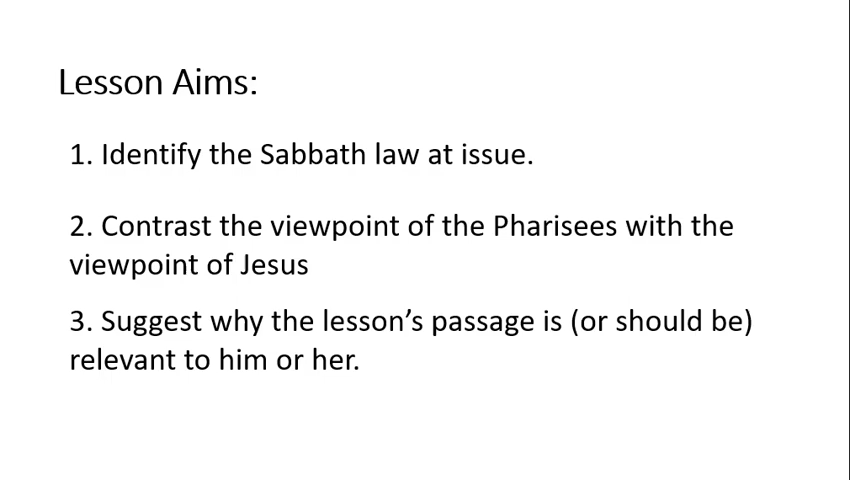 Lesson Aims:
1. Identify the Sabbath law at issue.
2. Contrast the viewpoint of the Pharisees with the
viewpoint of Jesus
3. Suggest why the lesson’s passage is (or should be)
relevant to him or her.